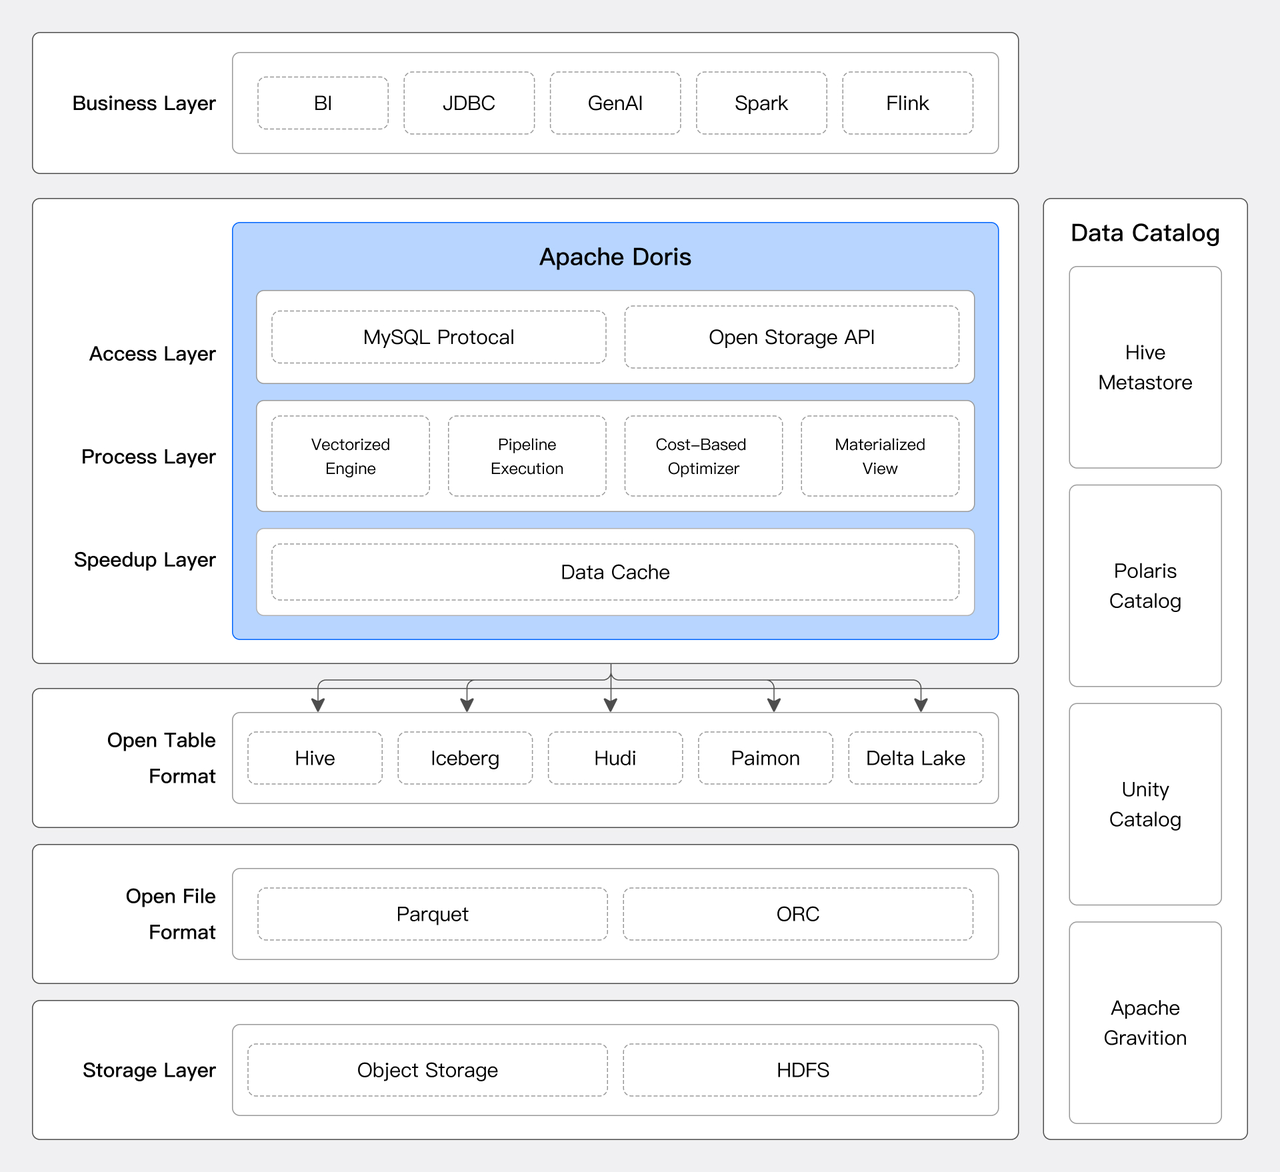 Business Layer
BI
JDBC
GenAI
Spark
Flink
Apache Doris
Access Layer
MySQL Protocal
Open Storage API
Process Layer
Vectorized
Engine
Pipeline
Execution
Cost-Based
Optimizer
Materialized
View
Speedup Layer
Data Cache
Open Table
Format
Hive
Iceberg
Hudi
Paimon
Delta Lake
Open File
Format
Parquet
ORC
Storage Layer
Object Storage
HDFS
Data Catalog
Hive
Metastore
Polaris
Catalog
Unity
Catalog
Apache
Gravition